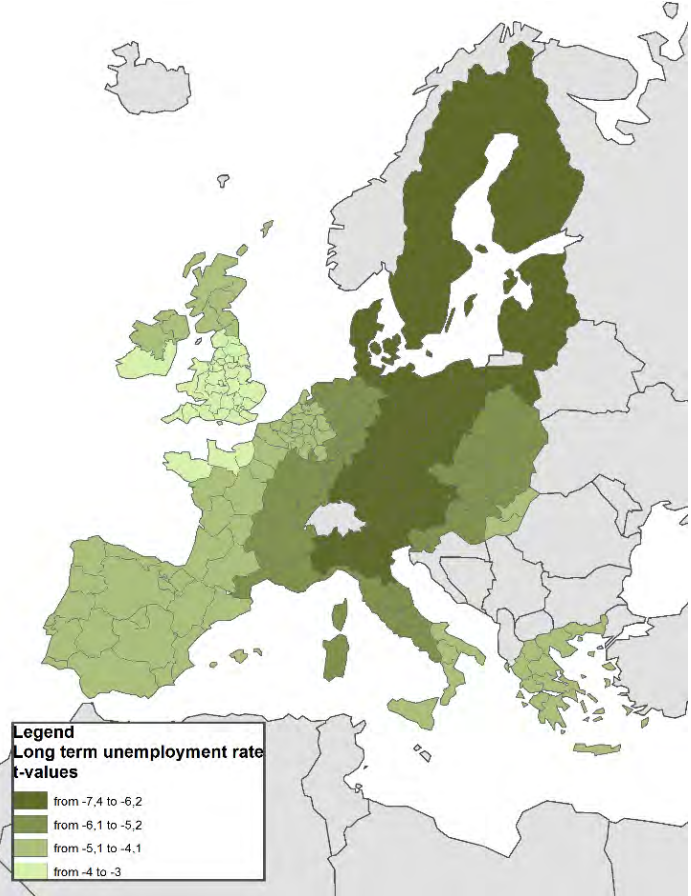 Legend
Long term unemployment rate
t-values
from -7,4 to -6,2
from -6,1 to -5,2
from -5,1 to -4,1
from -4 to -3